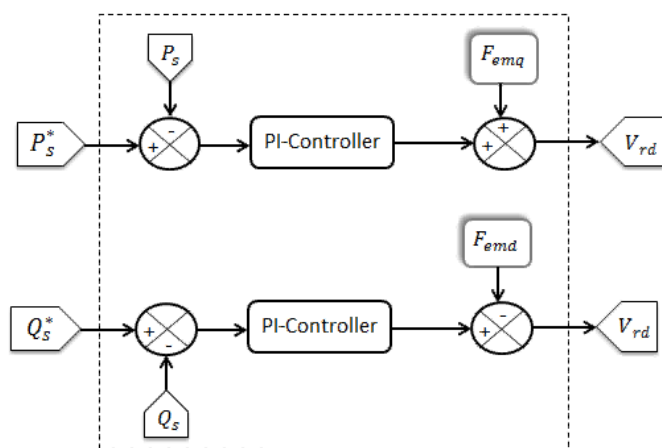 P_s
F_emq
-
+
P_s^*
+
PI-Controller
+
V_rd
F_emd
-
Q_s^*
+
PI-Controller
+
V_rd
-
Q_s